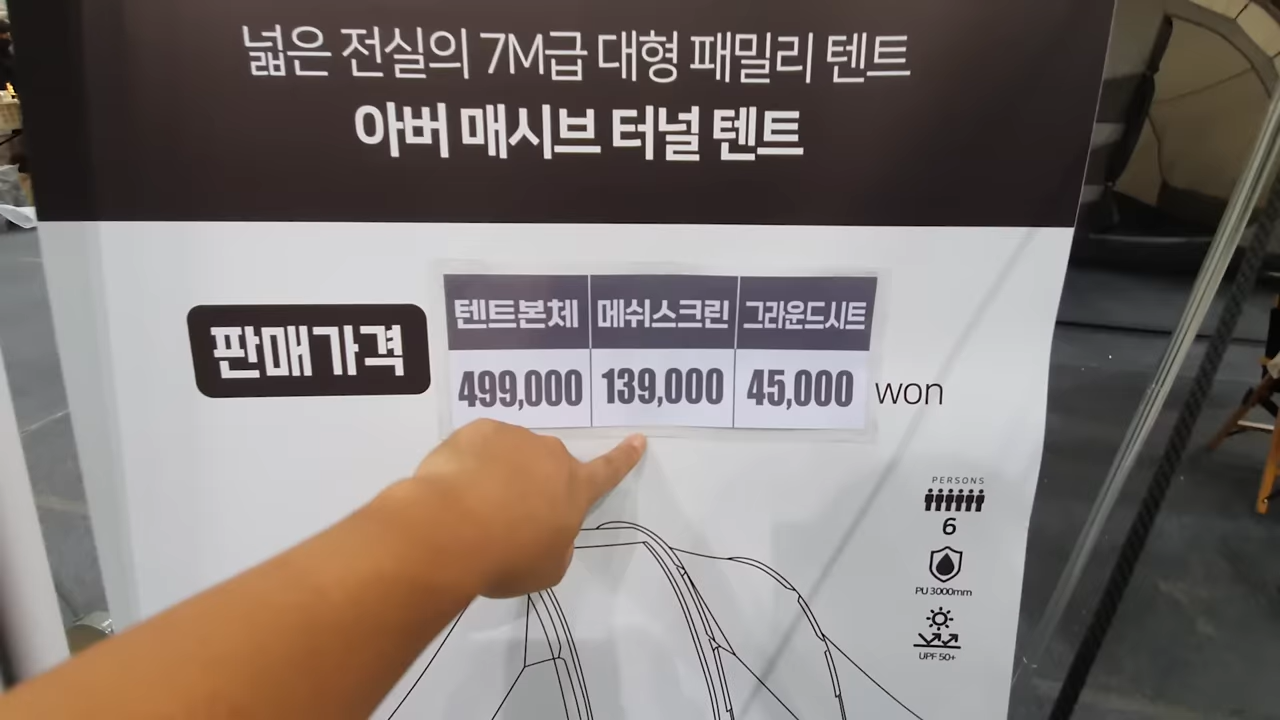 넓은 전실의 7M급 대형 패밀리 텐트
아버 매시브 터널 텐트
판매가격
텐트본체 메쉬스크린 그라운드시트
499,000 139,000 45,000 won
PERSONS
6
PU 3000mm
UPF 50+